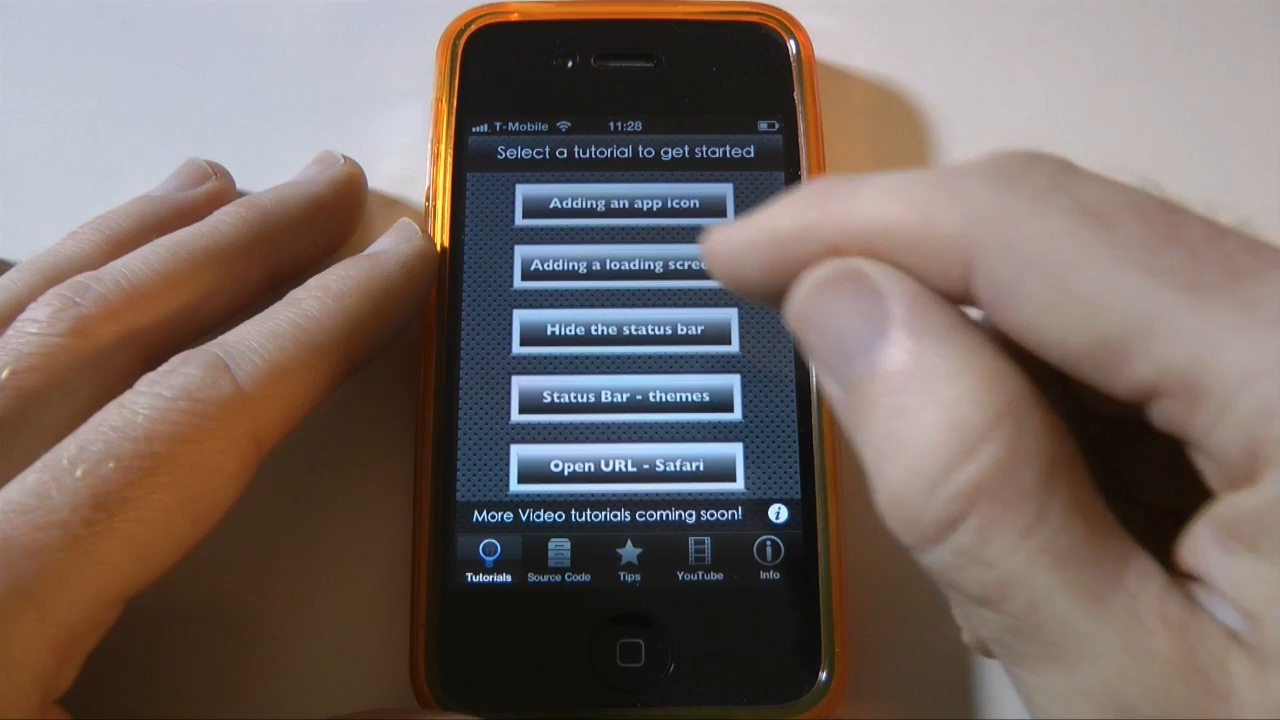 T-Mobile 11:28
Select a tutorial to get started
Adding an app icon
Adding a loading scree
Hide the status bar
Status Bar - themes
Open URL - Safari
More Video tutorials coming soon! i
Tutorials Source Code Tips YouTube Info